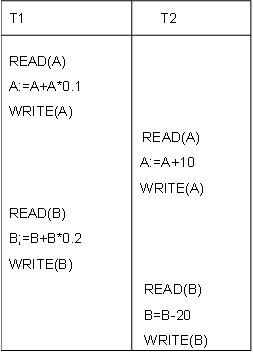 T1 T2
READ(A)
A:=A+A*0.1
WRITE(A)
READ(A)
A:=A+10
WRITE(A)
READ(B)
B;=B+B*0.2
WRITE(B)
READ(B)
B=B-20
WRITE(B)